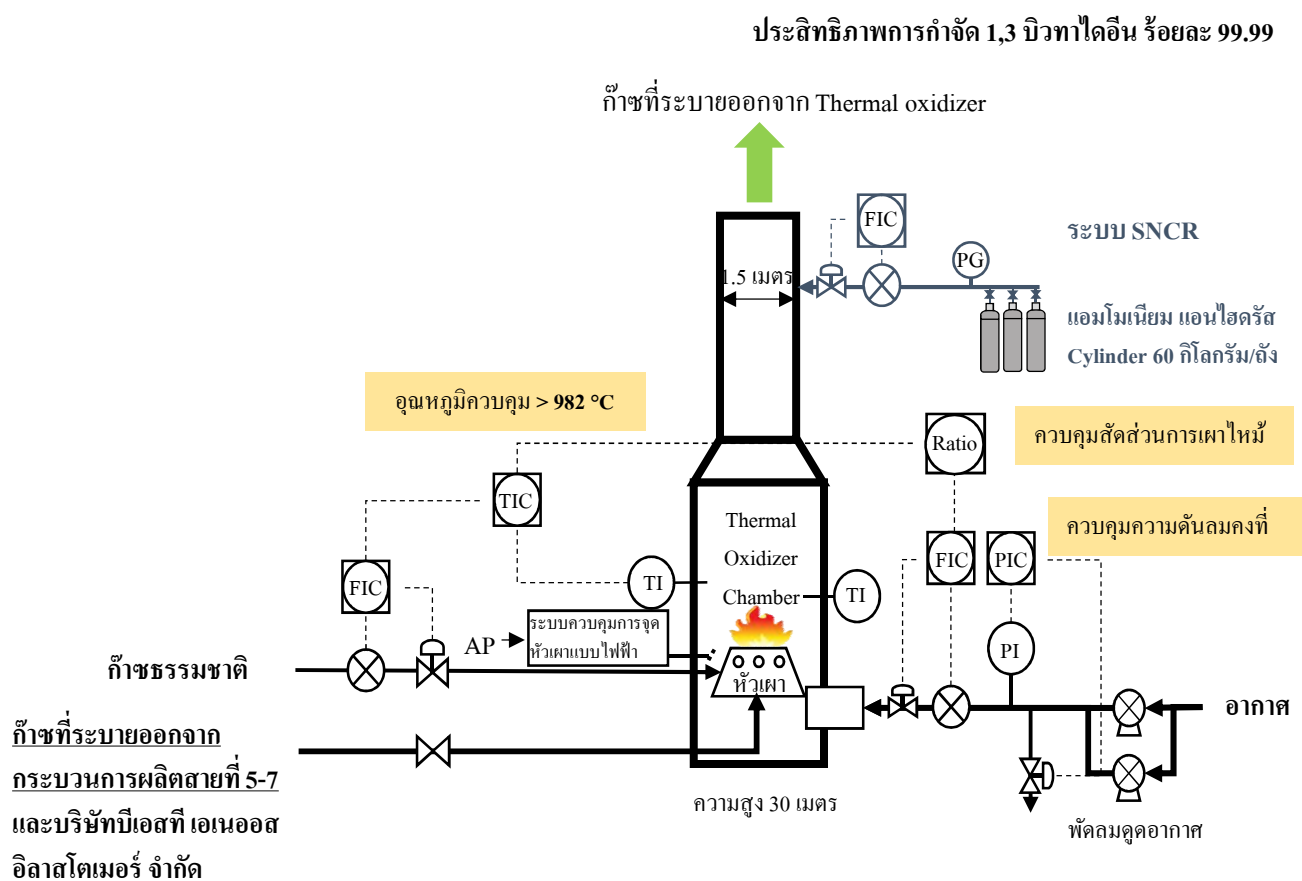 ประสิทธิภาพการกำจัด 1,3 บิวทาไดอีน ร้อยละ 99.99
ก๊าซที่ระบายออกจาก Thermal oxidizer
FIC
ระบบ SNCR
PG
1.5 เมตร
แอมโมเนียม แอนไฮดรัส
Cylinder 60 กิโลกรัม/ถัง
อุณหภูมิควบคุม > 982 °C
Ratio
ควบคุมสัดส่วนการเผาไหม้
TIC
Thermal
Oxidizer
Chamber
ควบคุมความดันลมคงที่
FIC
PIC
FIC
TI
TI
AP
ระบบควบคุมการจุด
หัวเผาแบบไฟฟ้า
PI
ก๊าซธรรมชาติ
หัวเผา
อากาศ
ก๊าซที่ระบายออกจาก
กระบวนการผลิตสายที่ 5-7
และบริษัทบีเอสที เอเนออส
อิลาสโตเมอร์ จำกัด
ความสูง 30 เมตร
พัดลมดูดอากาศ